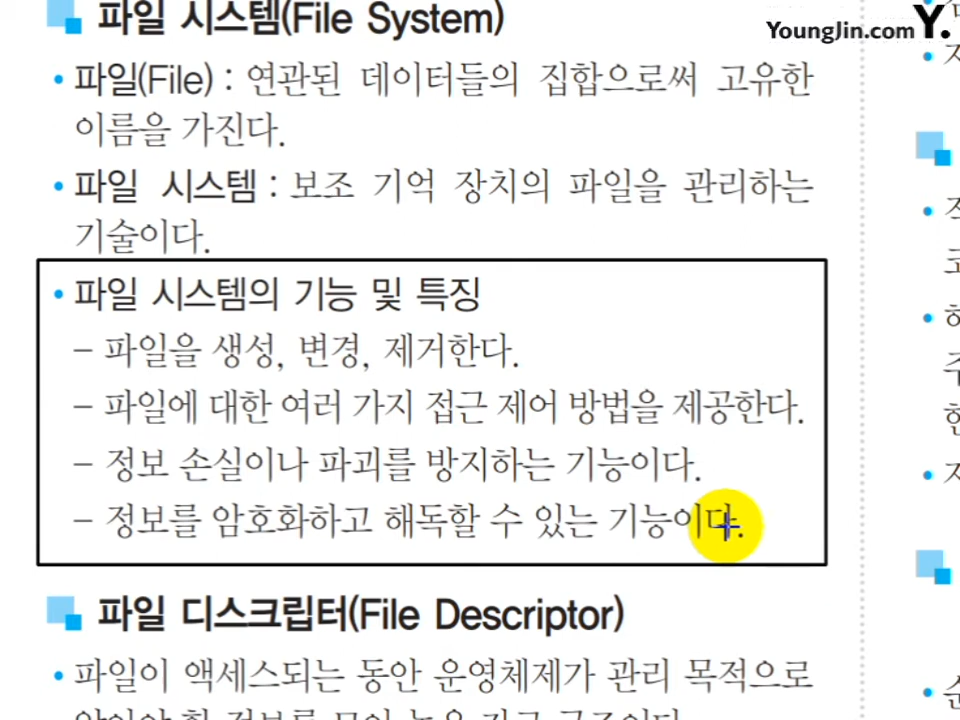 파일 시스템(File System)
YoungJin.com Y.
• 파일(File) : 연관된 데이터들의 집합으로써 고유한
이름을 가진다.
• 파일 시스템 : 보조 기억 장치의 파일을 관리하는
기술이다.
• 파일 시스템의 기능 및 특징
– 파일을 생성, 변경, 제거한다.
– 파일에 대한 여러 가지 접근 제어 방법을 제공한다.
– 정보 손실이나 파괴를 방지하는 기능이다.
– 정보를 암호화하고 해독할 수 있는 기능이다.
파일 디스크립터(File Descriptor)
• 파일이 액세스되는 동안 운영체제가 관리 목적으로